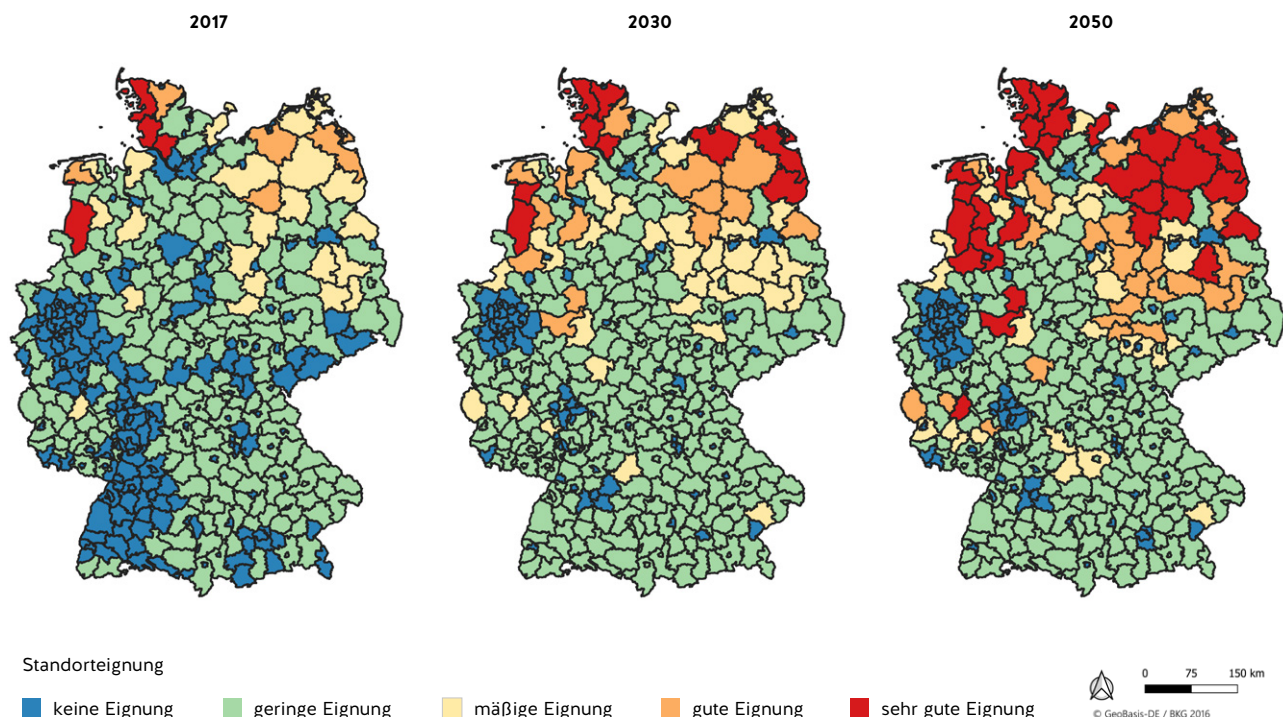 2017
2030
2050
Standorteignung
keine Eignung
geringe Eignung
mäßige Eignung
gute Eignung
sehr gute Eignung
0 75 150 km
© GeoBasis-DE / BKG 2016